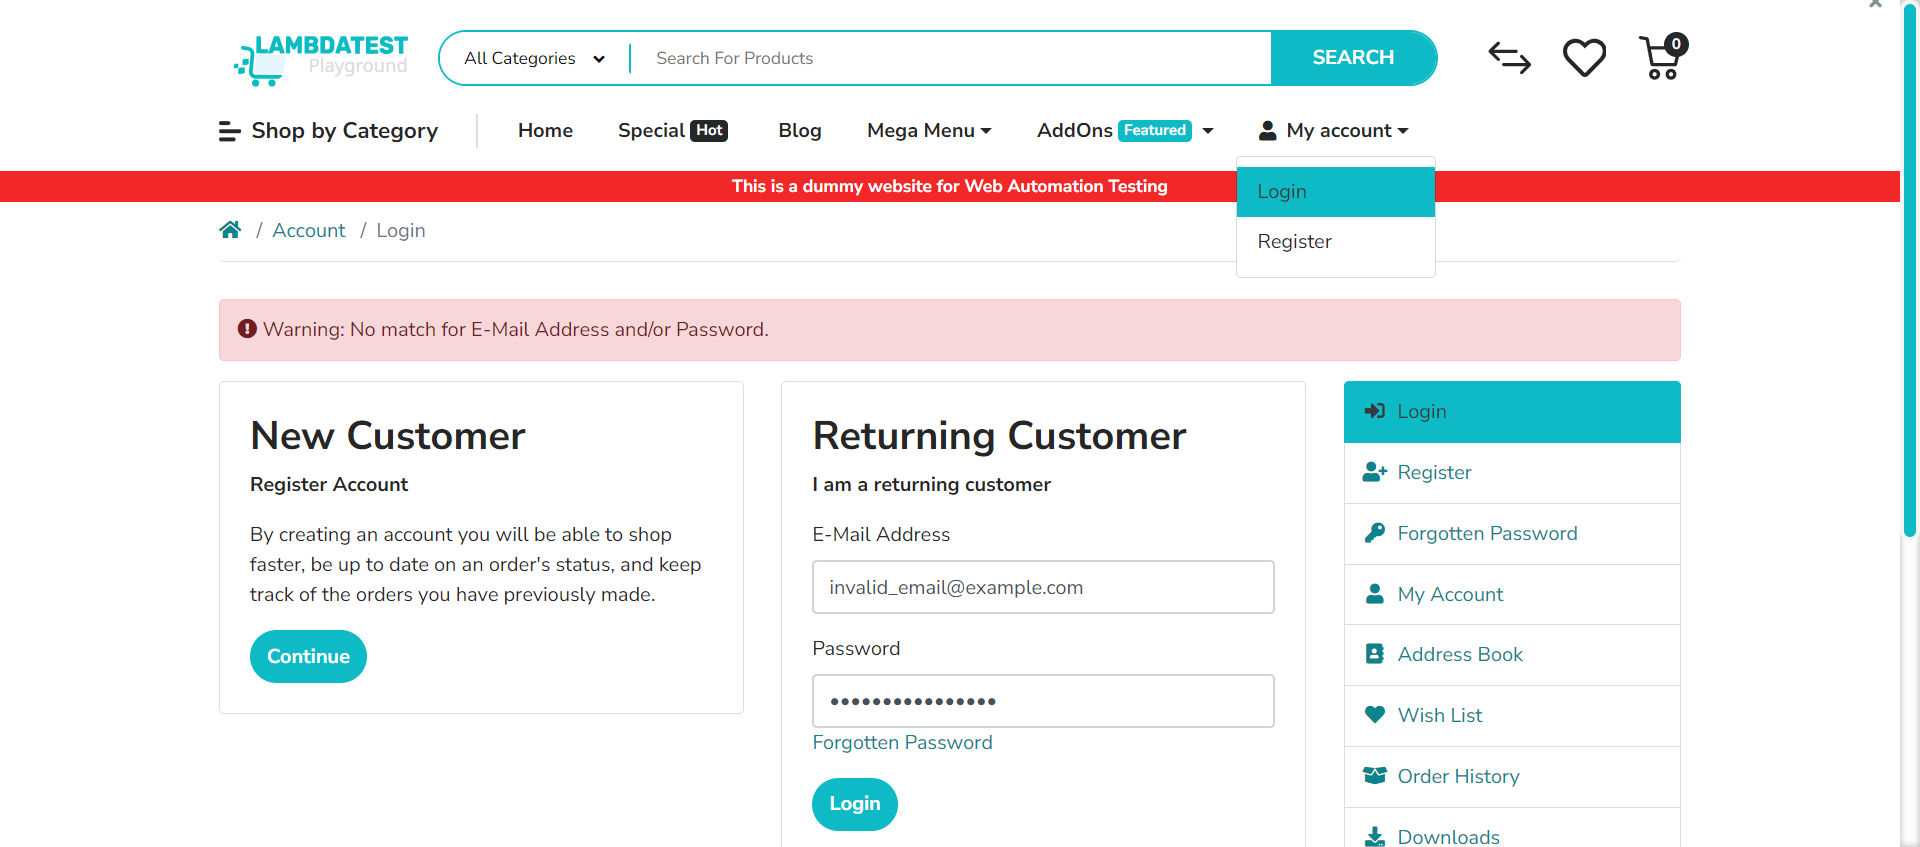 LAMBDATEST
Playground
All Categories
Search For Products
SEARCH
0
Shop by Category
Home
Special Hot
Blog
Mega Menu
AddOns Featured
My account
This is a dummy website for Web Automation Testing
Login
Register
/ Account / Login
Warning: No match for E-Mail Address and/or Password.
New Customer
Register Account
By creating an account you will be able to shop
faster, be up to date on an order's status, and keep
track of the orders you have previously made.
Continue
Returning Customer
I am a returning customer
E-Mail Address
invalid_email@example.com
Password
••••••••••••••••
Forgotten Password
Login
Login
Register
Forgotten Password
My Account
Address Book
Wish List
Order History
Downloads